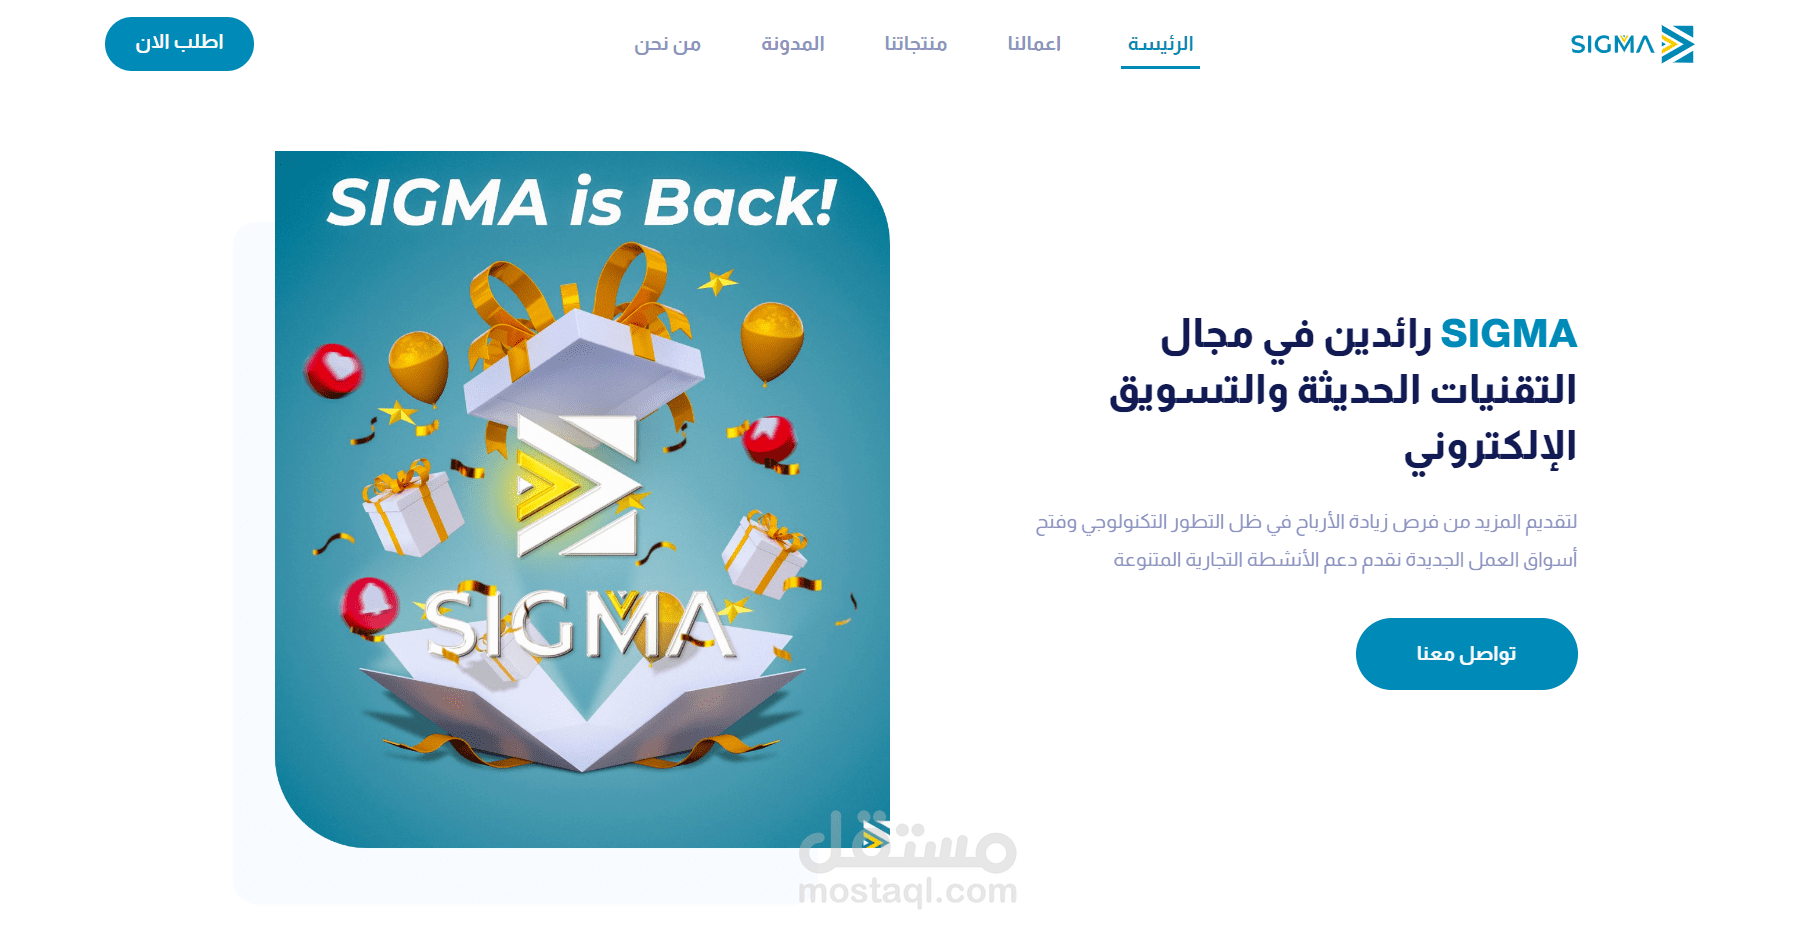 SIGMA
الرئيسة
اعمالنا
منتجاتنا
المدونة
من نحن
اطلب الان
SIGMA رائدين في مجال
التقنيات الحديثة والتسويق
الإلكتروني
لتقديم المزيد من فرص زيادة الأرباح في ظل التطور التكنولوجي وفتح
أسواق العمل الجديدة نقدم دعم الأنشطة التجارية المتنوعة
تواصل معنا
SIGMA is Back!
SIGMA
مستقل
mostaql.com